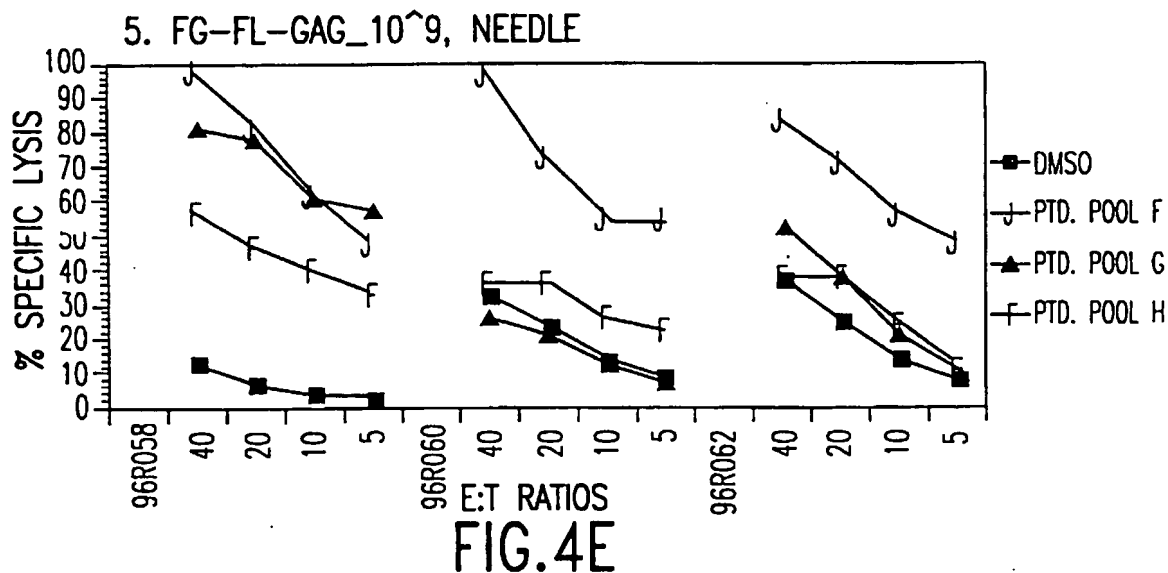 5. FG-FL-GAG_10^9, NEEDLE
% SPECIFIC LYSIS
100
90
80
70
60
50
40
30
20
10
0
96R058
40
20
10
5
96R060
40
20
10
5
96R062
40
20
10
5
E:T RATIOS
DMSO
J PTD. POOL F
PTD. POOL G
F PTD. POOL H
FIG.4E